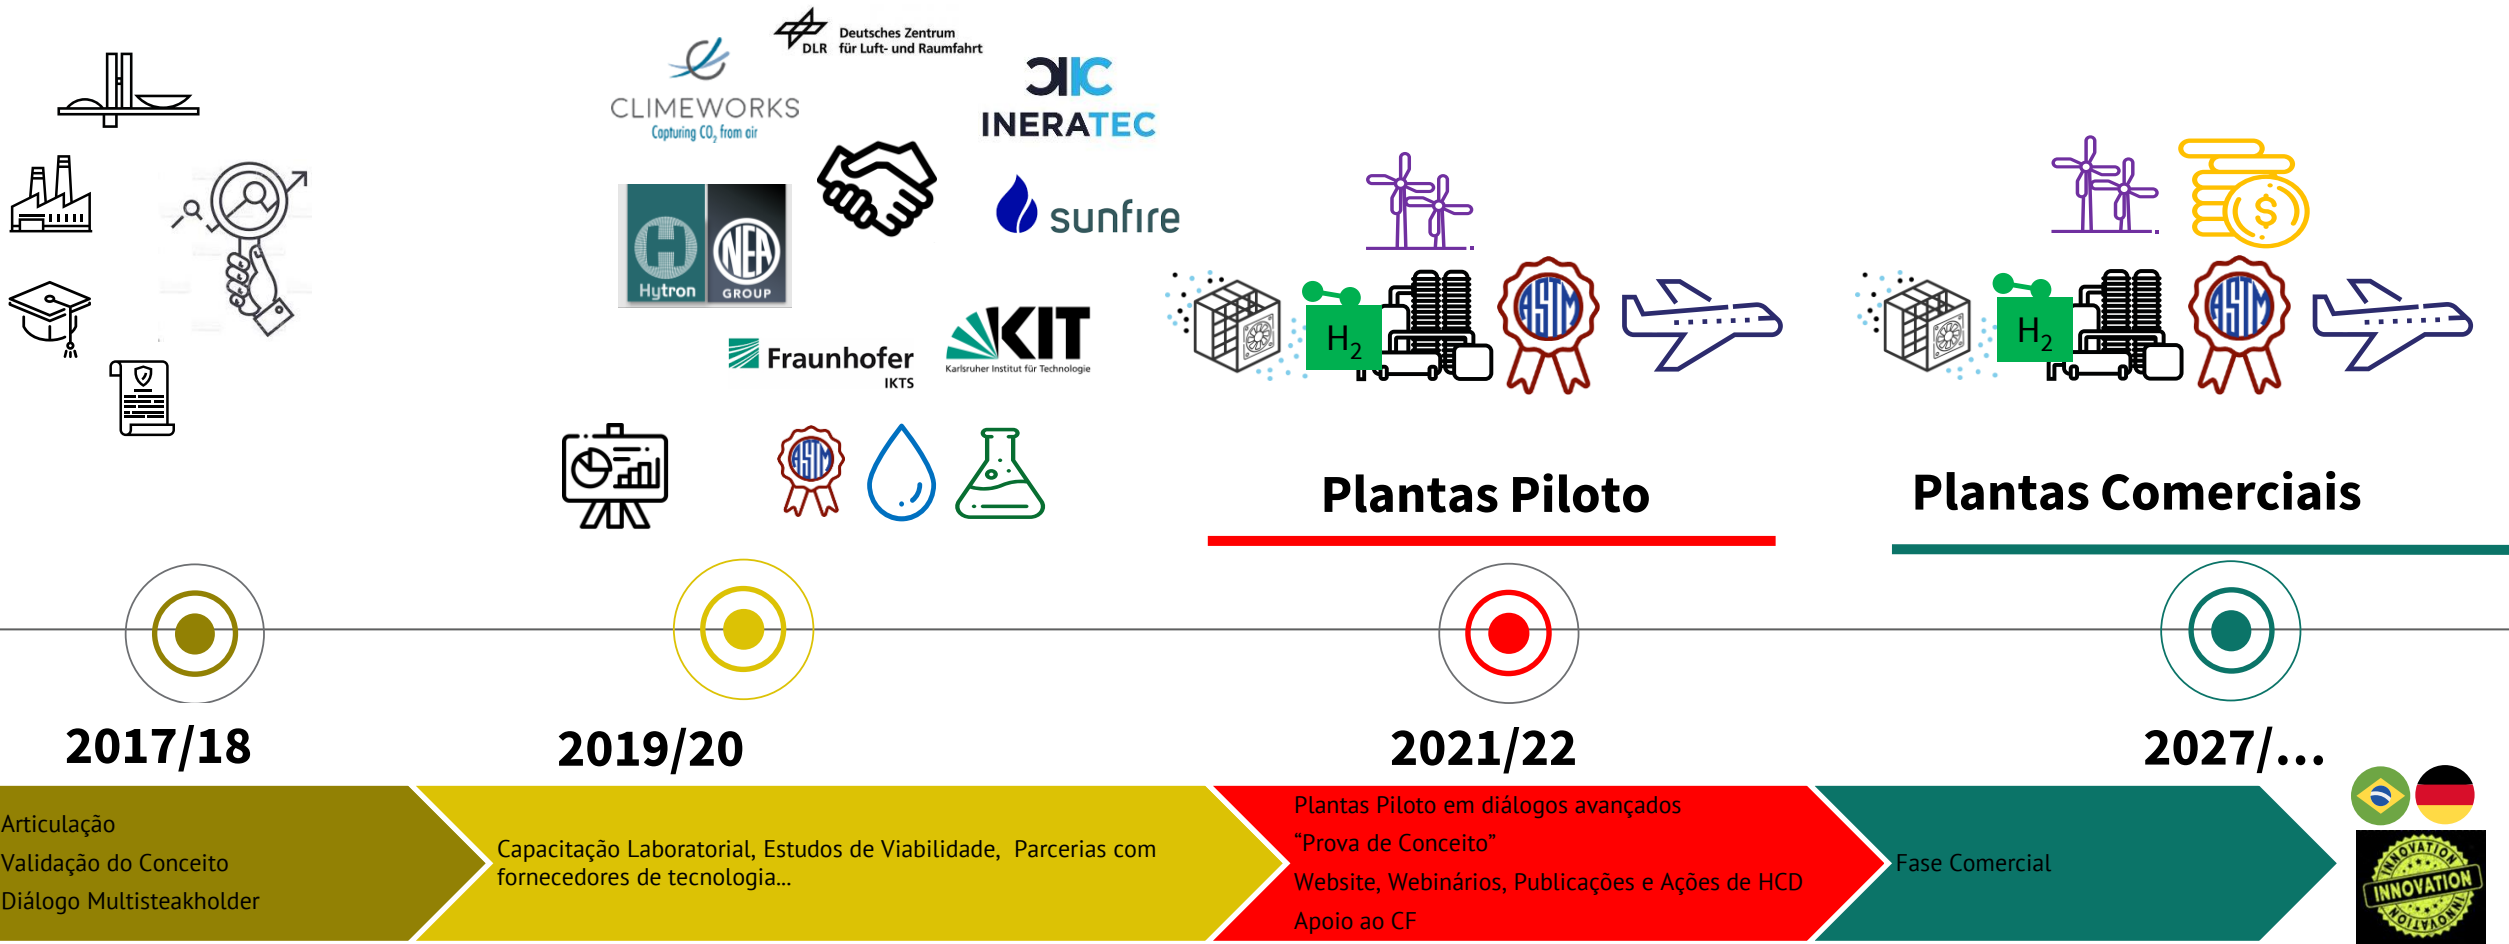 DLR
Deutsches Zentrum
für Luft- und Raumfahrt
CLIMEWORKS
Capturing CO₂ from air
INERATEC
Hytron
NEA
GROUP
sunfire
Fraunhofer
IKTS
KIT
Karlsruher Institut für Technologie
ASTM
H₂
ASTM
H₂
ASTM
Plantas Piloto
Plantas Comerciais
2017/18
2019/20
2021/22
2027/...
Articulação
Validação do Conceito
Diálogo Multisteakholder
Capacitação Laboratorial, Estudos de Viabilidade, Parcerias com
fornecedores de tecnologia...
Plantas Piloto em diálogos avançados
“Prova de Conceito”
Website, Webinários, Publicações e Ações de HCD
Apoio ao CF
Fase Comercial
INNOVATION
INNOVATION
INNOVATION